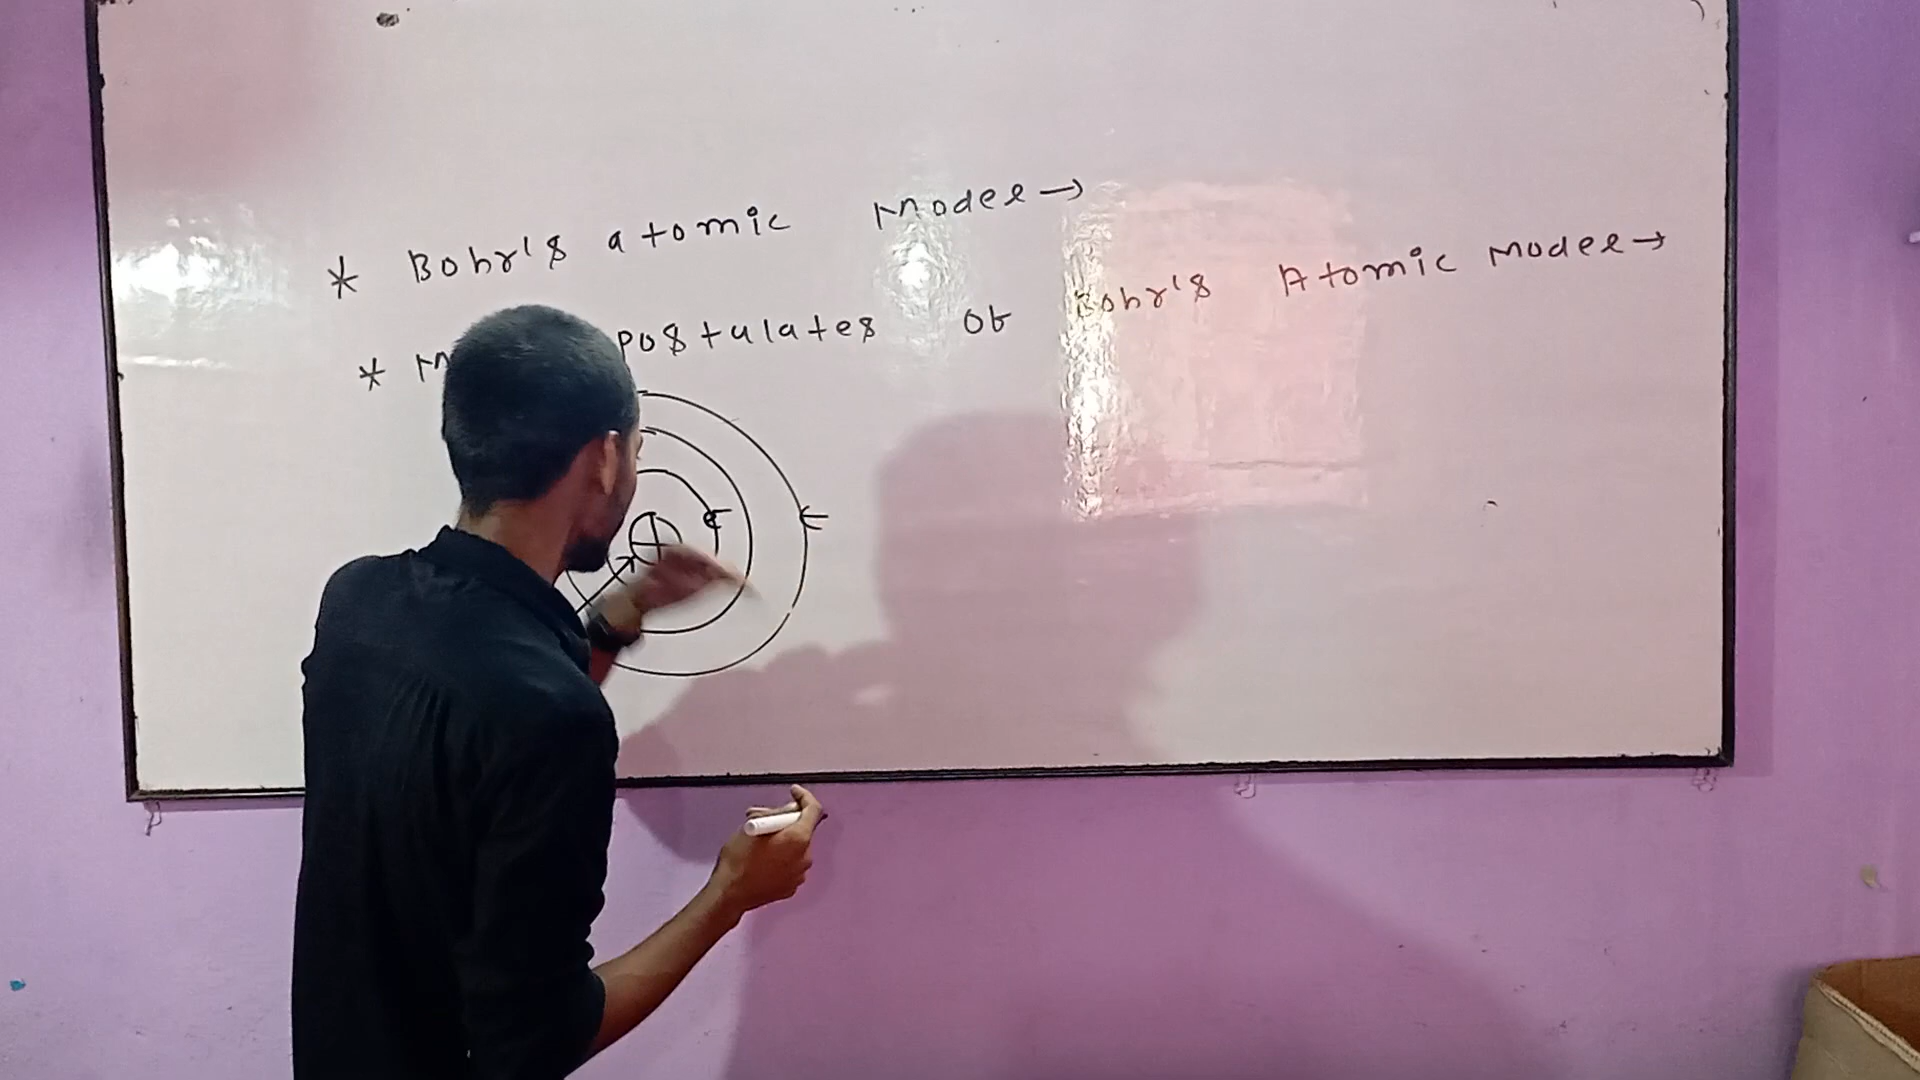 * Bohr's atomic Model →
* postulates of Bohr's Atomic Model →